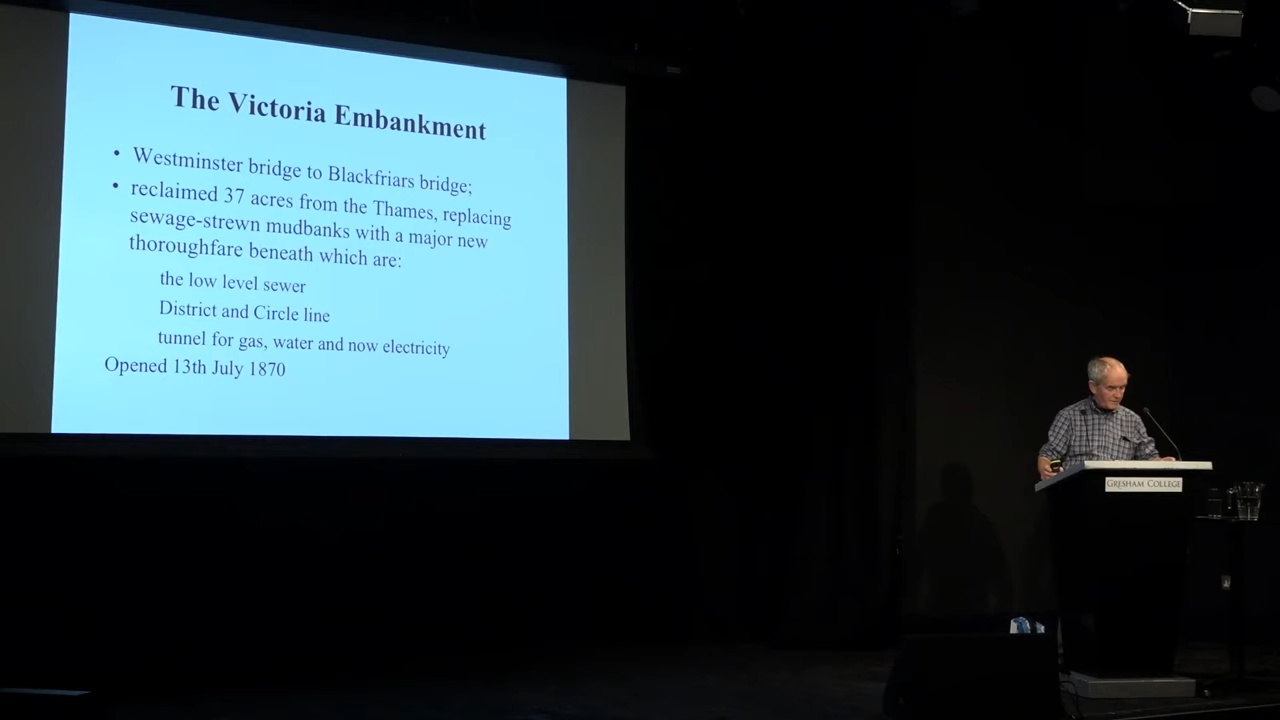 The Victoria Embankment
• Westminster bridge to Blackfriars bridge;
• reclaimed 37 acres from the Thames, replacing
sewage-strewn mudbanks with a major new
thoroughfare beneath which are:
the low level sewer
District and Circle line
tunnel for gas, water and now electricity
Opened 13th July 1870
GRESHAM COLLEGE